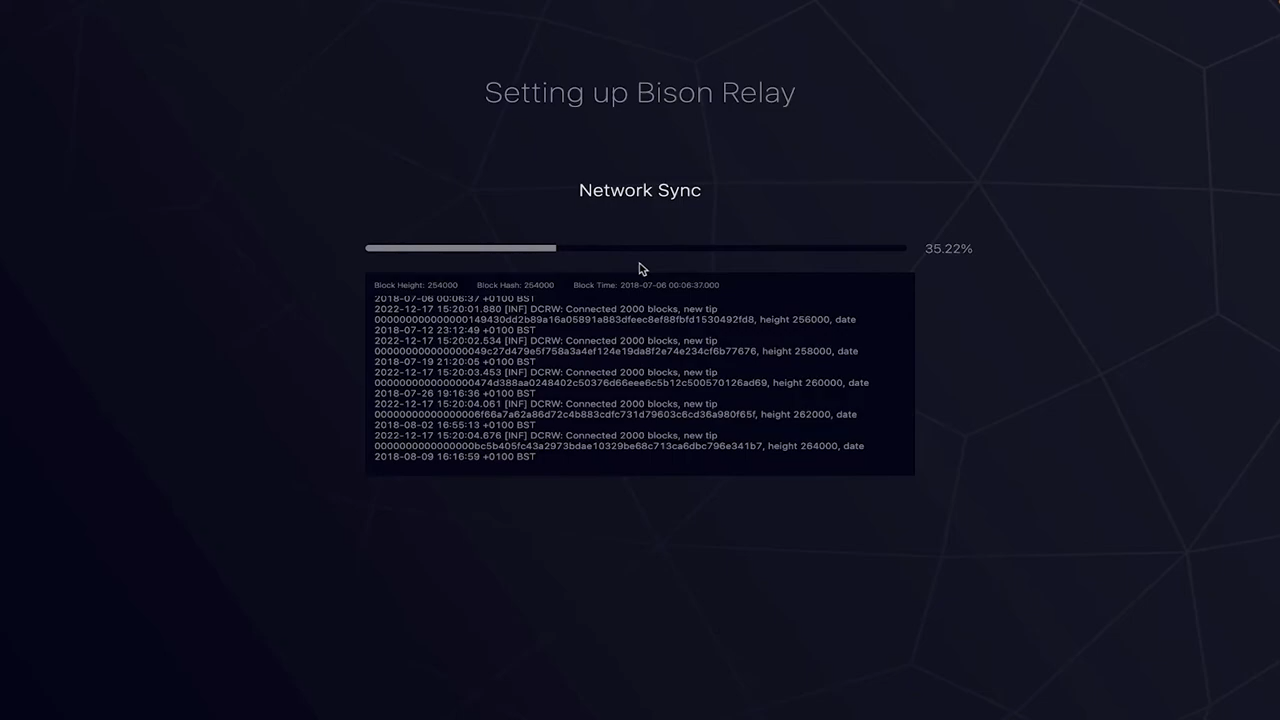 Setting up Bison Relay
Network Sync
35.22%
Block Height: 254000 Block Hash: 254000 Block Time: 2018-07-06 00:06:37.000
2018-07-06 00:06:37 +0100 BST
2022-12-17 15:20:01.880 [INF] DCRW: Connected 2000 blocks, new tip
000000000000000149430dd2b89a16a05891a883dfeec8ef88fbfd1530492fd8, height 256000, date
2018-07-12 23:12:49 +0100 BST
2022-12-17 15:20:02.534 [INF] DCRW: Connected 2000 blocks, new tip
000000000000000049c27d479e5f758a3a4ef124e19da8f2e74e234cf6b77676, height 258000, date
2018-07-19 21:20:05 +0100 BST
2022-12-17 15:20:03.453 [INF] DCRW: Connected 2000 blocks, new tip
0000000000000000474d388aa0248402c50376d66eee6c5b12c500570126ad69, height 260000, date
2018-07-26 19:16:36 +0100 BST
2022-12-17 15:20:04.061 [INF] DCRW: Connected 2000 blocks, new tip
00000000000000006f66a7a62a86d72c4b883cdfc731d79603c6cd36a980f65f, height 262000, date
2018-08-02 16:55:13 +0100 BST
2022-12-17 15:20:04.676 [INF] DCRW: Connected 2000 blocks, new tip
0000000000000000bc5b405fc43a2973bdae10329be68c713ca6dbc796e341b7, height 264000, date
2018-08-09 16:16:59 +0100 BST